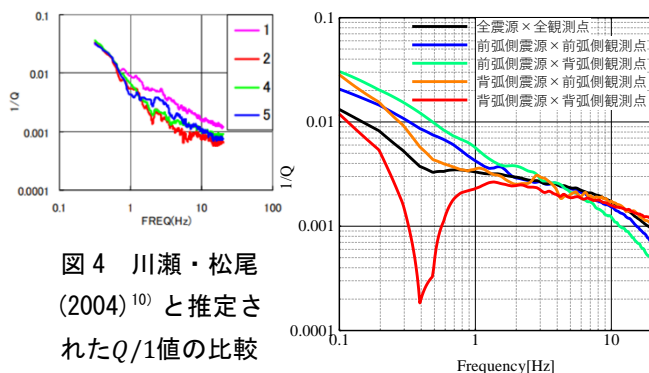 0.1
0.01
0.001
0.0001
1/Q
0.1 1 10 100
FREQ(Hz)
1
2
4
5
図4 川瀬・松尾
(2004)10) と推定さ
れたQ/1値の比較
0.1
0.01
0.001
0.0001
1/Q
0.1 1 10
Frequency[Hz]
全震源×全観測点
前弧側震源×前弧側観測点
前弧側震源×背弧側観測点
背弧側震源×前弧側観測点
背弧側震源×背弧側観測点